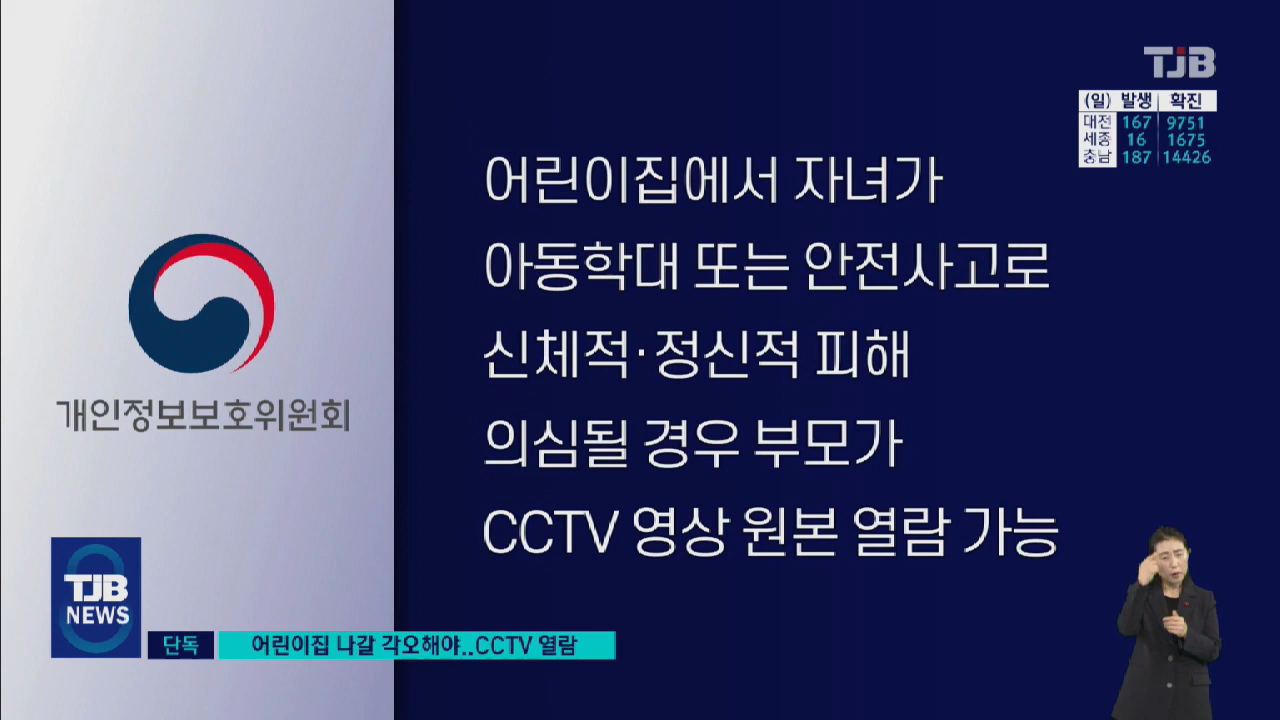 TJB
(일) 발생 확진
대전 167 9751
세종 16 1675
충남 187 14426
어린이집에서 자녀가
아동학대 또는 안전사고로
신체적·정신적 피해
의심될 경우 부모가
CCTV 영상 원본 열람 가능
개인정보보호위원회
8
TJB
NEWS
단독 어린이집 나갈 각오해야..CCTV 열람